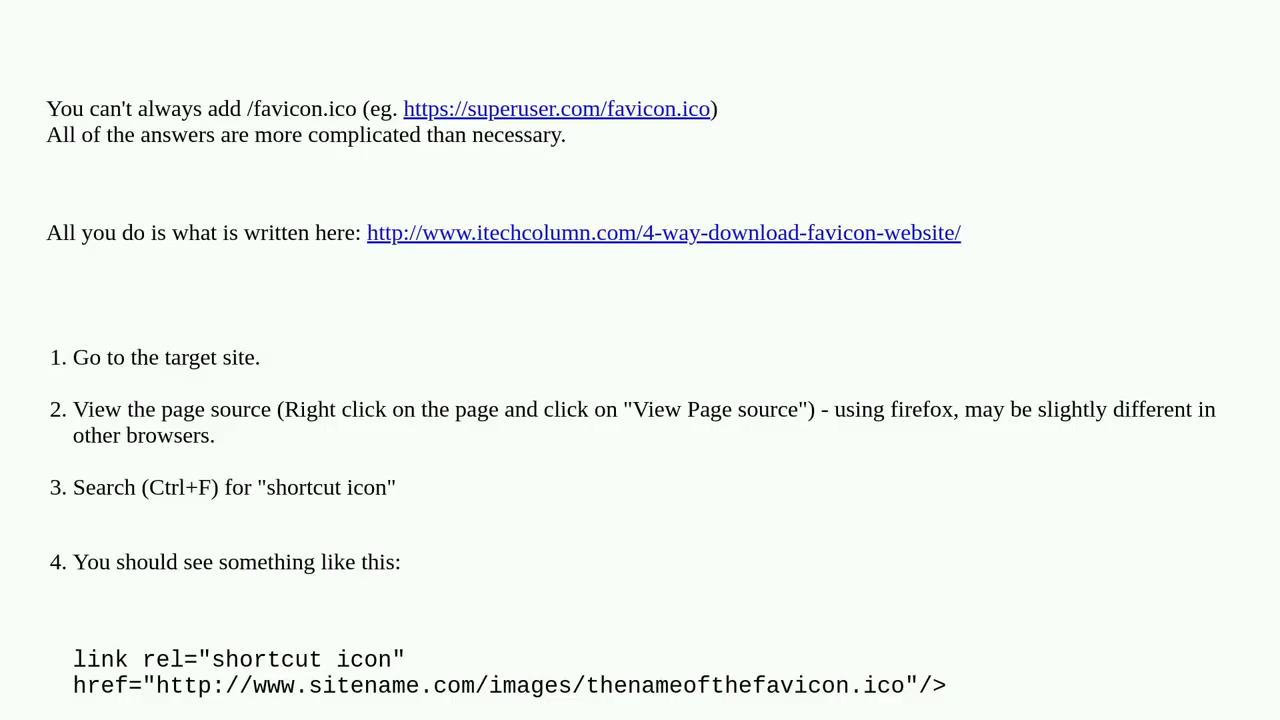 You can't always add /favicon.ico (eg. https://superuser.com/favicon.ico)
All of the answers are more complicated than necessary.
All you do is what is written here: http://www.itechcolumn.com/4-way-download-favicon-website/
1. Go to the target site.
2. View the page source (Right click on the page and click on "View Page source") - using firefox, may be slightly different in
other browsers.
3. Search (Ctrl+F) for "shortcut icon"
4. You should see something like this:
link rel="shortcut icon"
href="http://www.sitename.com/images/thenameofthefavicon.ico"/>